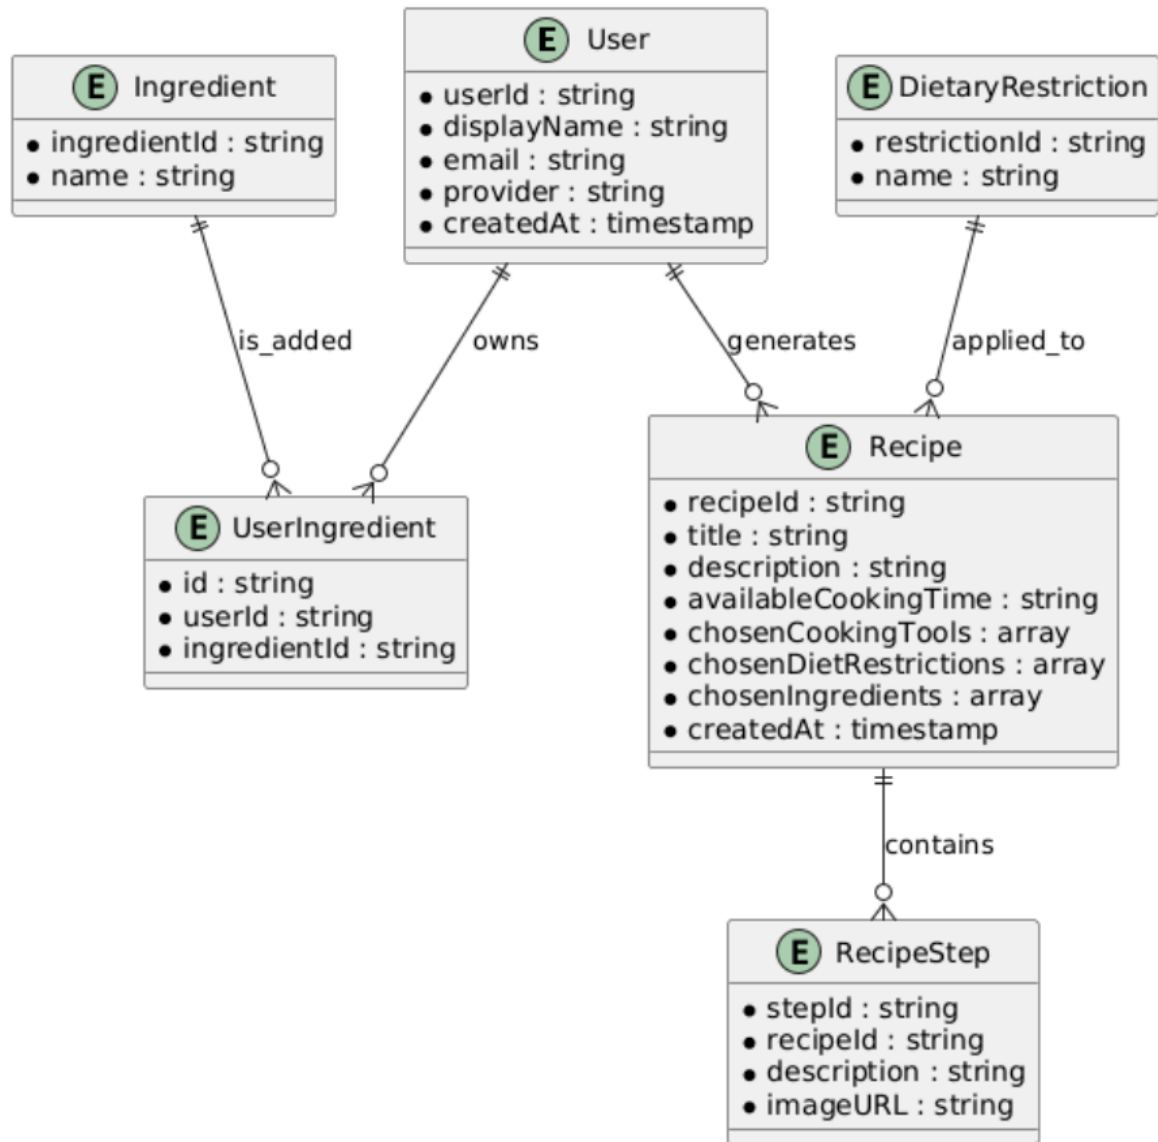 E Ingredient
ingredientId : string
name : string
E User
userId : string
displayName : string
email : string
provider : string
createdAt : timestamp
E DietaryRestriction
restrictionId : string
name : string
is_added
owns
generates
applied_to
E UserIngredient
id : string
userId : string
ingredientId : string
E Recipe
recipeId : string
title : string
description : string
availableCookingTime : string
chosenCookingTools : array
chosenDietRestrictions : array
chosenIngredients : array
createdAt : timestamp
contains
E RecipeStep
stepId : string
recipeId : string
description : string
imageURL : string